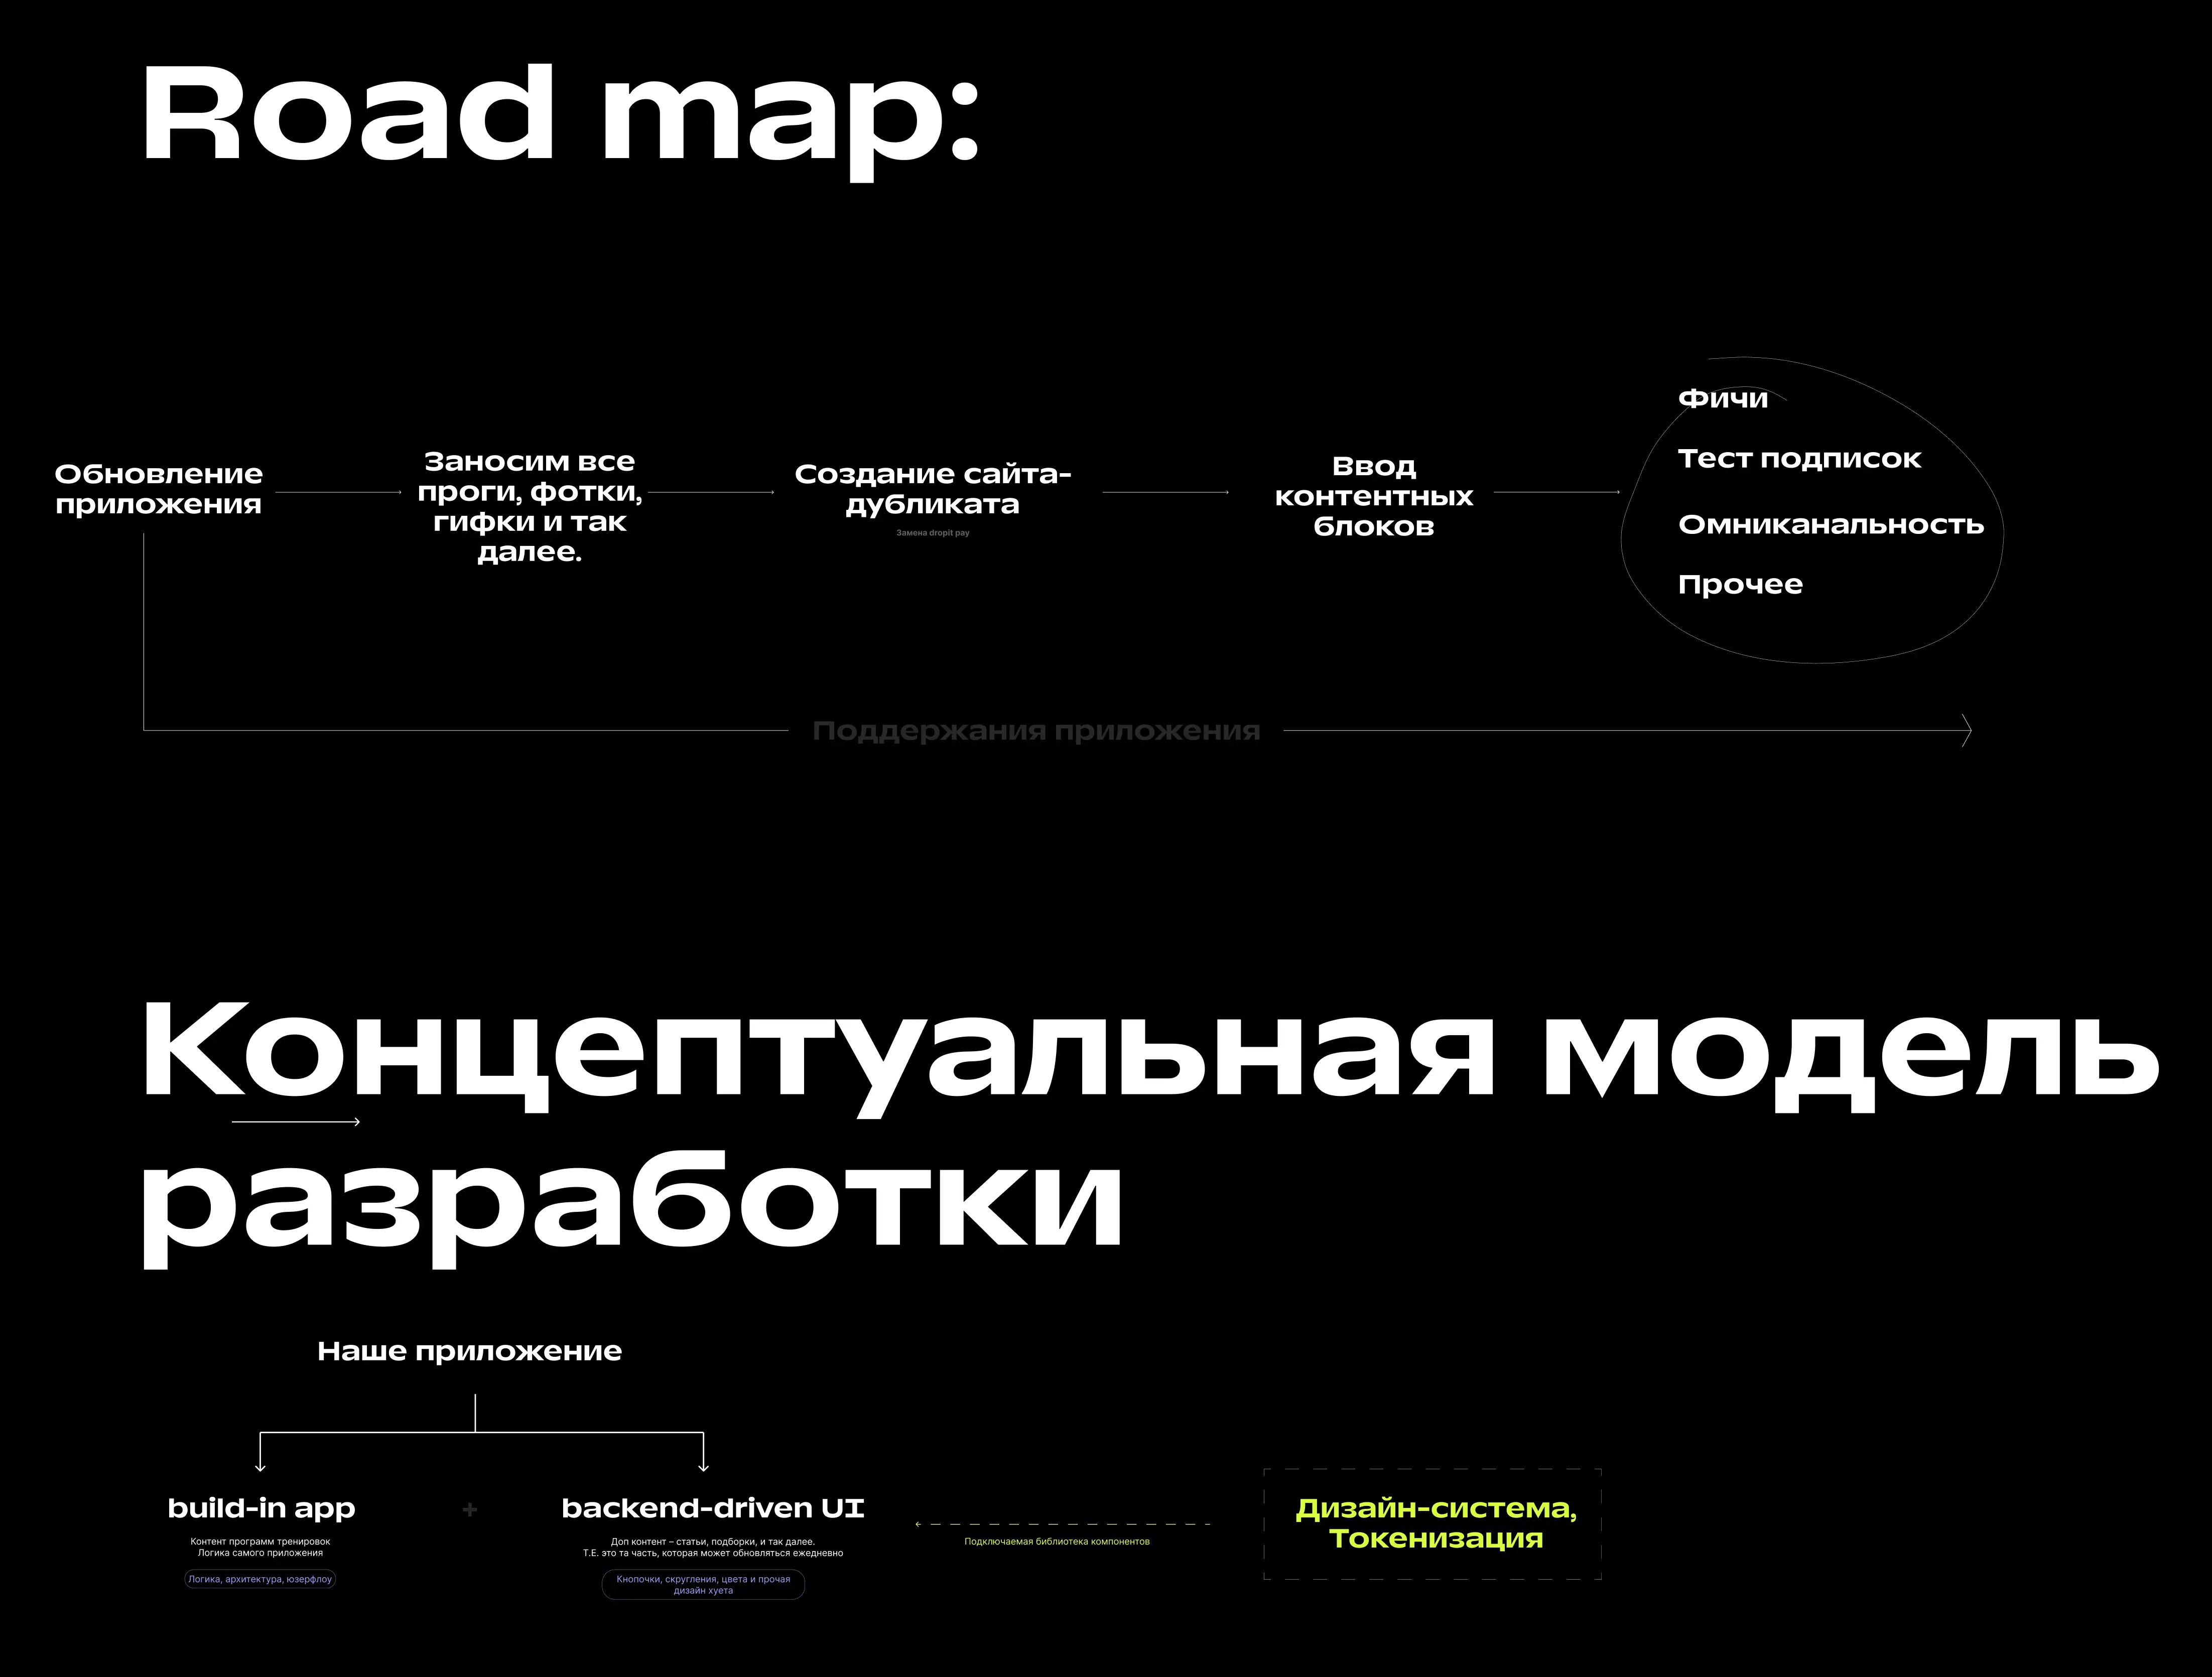 Road map:
Обновление
приложения
Заносим все
проги, фотки,
гифки и так
далее.
Создание сайта-
дубликата
Замена dropit pay
Ввод
контентных
блоков
Фичи
Тест подписок
Омниканальность
Прочее
Поддержания приложения
Концептуальная модель
разработки
Наше приложение
build-in app
Контент программ тренировок
Логика самого приложения
Логика, архитектура, юзерфлоу
+
backend-driven UI
Доп контент – статьи, подборки, и так далее.
Т.Е. это та часть, которая может обновляться ежедневно
Кнопочки, скругления, цвета и прочая
дизайн хуета
Подключаемая библиотека компонентов
Дизайн-система,
Токенизация